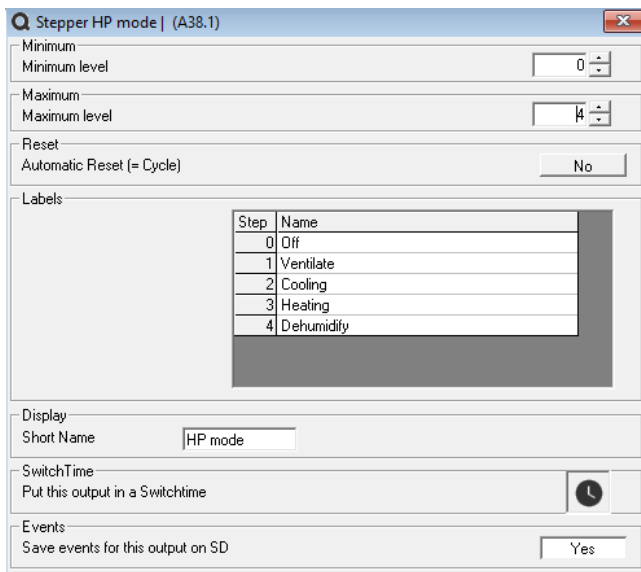 Stepper HP mode | (A38.1)
Minimum
Minimum level 0
Maximum
Maximum level 4
Reset
Automatic Reset (= Cycle) No
Labels
Step Name
0 Off
1 Ventilate
2 Cooling
3 Heating
4 Dehumidify
Display
Short Name HP mode
SwitchTime
Put this output in a Switchtime
Events
Save events for this output on SD Yes